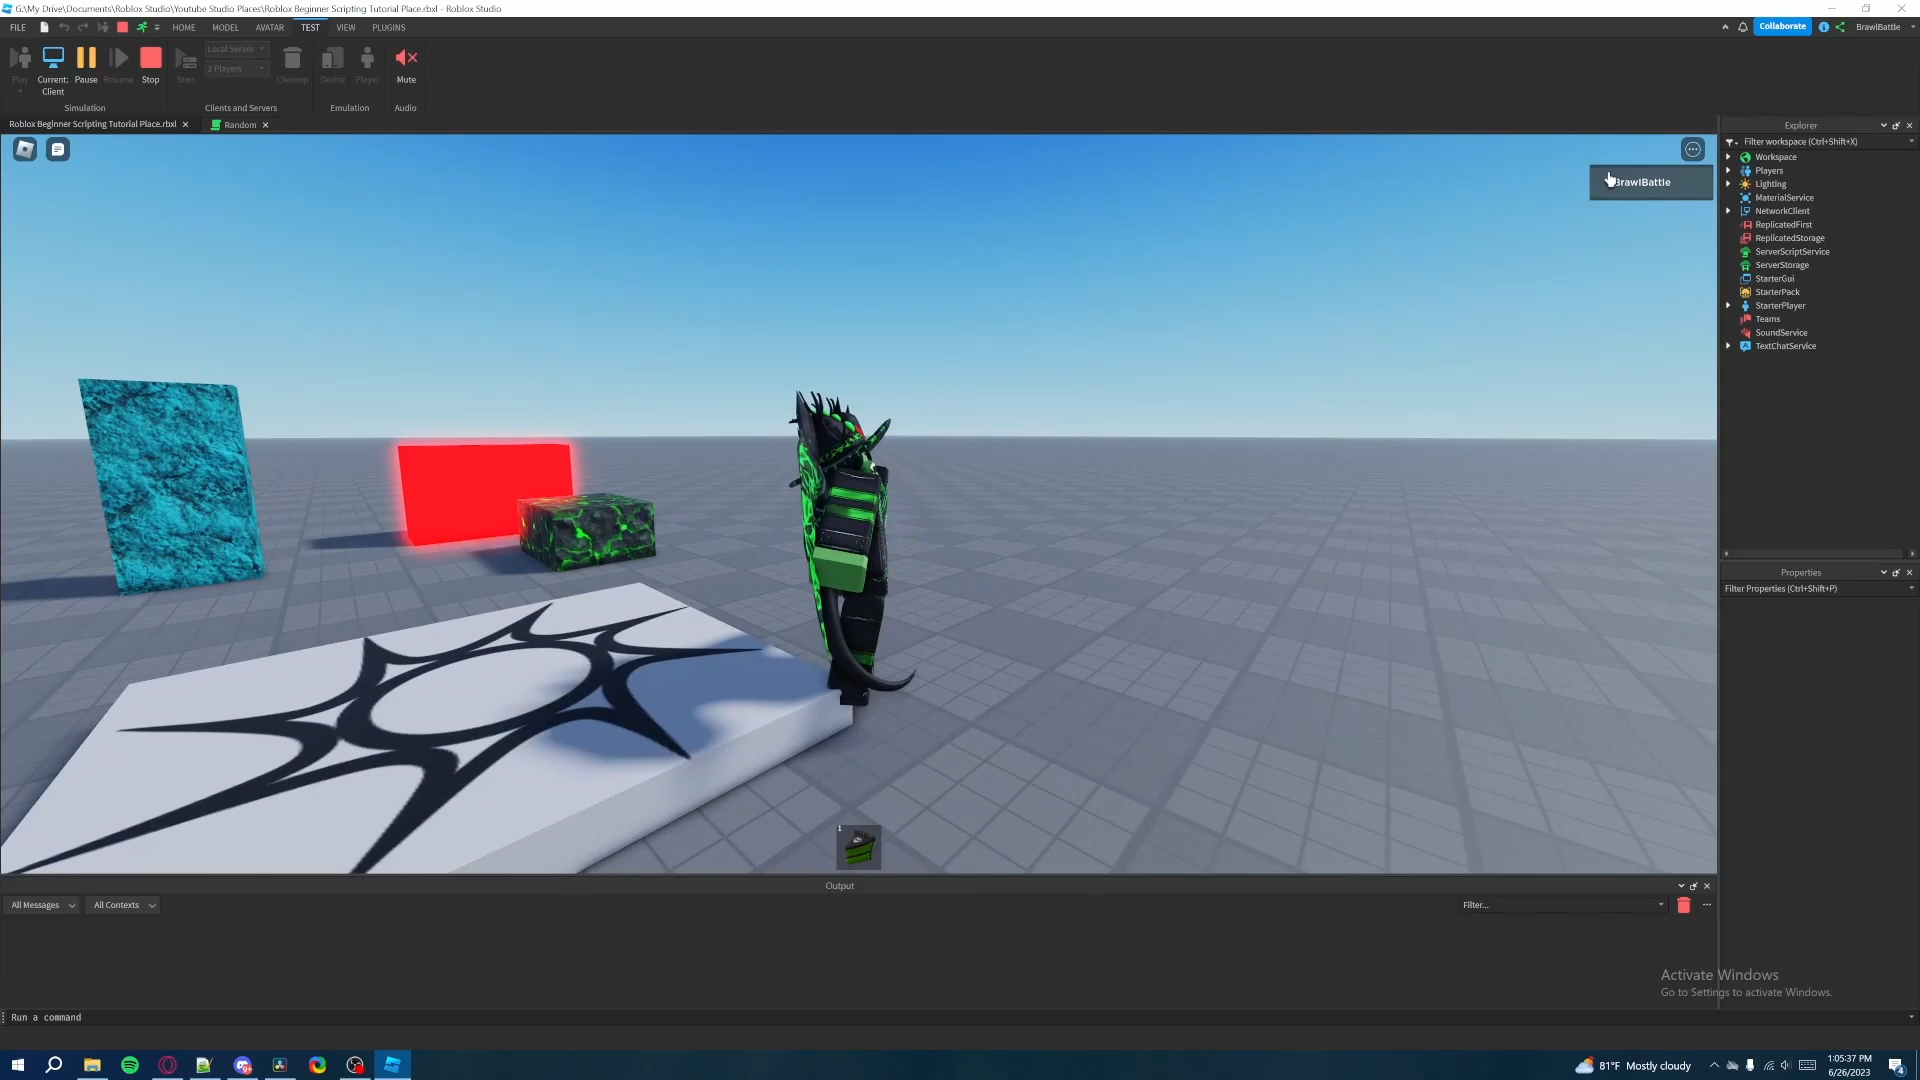 G:\My Drive\Documents\Roblox Studio\Youtube Studio Places\Roblox Beginner Scripting Tutorial Place.rbxl - Roblox Studio
FILE HOME MODEL AVATAR TEST VIEW PLUGINS Collaborate BrawlBattle
Play Current: Client Pause Resume Stop Start Local Server 2 Players Cleanup Device Player Mute
Simulation Clients and Servers Emulation Audio
Roblox Beginner Scripting Tutorial Place.rbxl Random
BrawlBattle
1
Explorer
Filter workspace (Ctrl+Shift+X)
Workspace
Players
Lighting
MaterialService
NetworkClient
ReplicatedFirst
ReplicatedStorage
ServerScriptService
ServerStorage
StarterGui
StarterPack
StarterPlayer
Teams
SoundService
TextChatService
Properties
Filter Properties (Ctrl+Shift+P)
Output
All Messages All Contexts Filter...
Activate Windows
Go to Settings to activate Windows.
Run a command
81°F Mostly cloudy
1:05:37 PM
6/26/2023
4